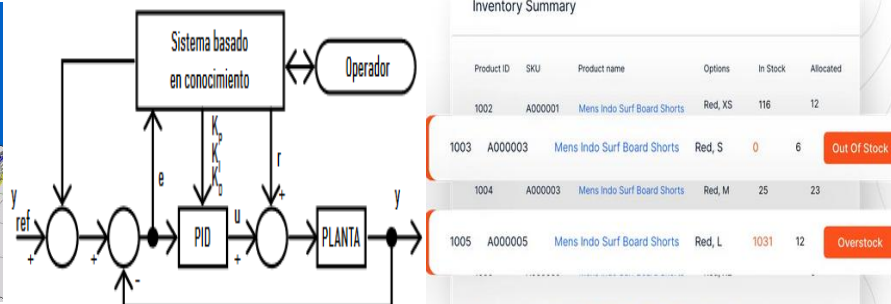 Sistema basado
en conocimiento
Operador
K
P
K
I
K
D
r
+
e
y
ref
+
+
-
PID
u
+
PLANTA
y
Inventory Summary
Product ID SKU Product name Options In Stock Allocated
1002 A000001 Mens Indo Surf Board Shorts Red, XS 116 12
1003 A000003 Mens Indo Surf Board Shorts Red, S 0 6 Out Of Stock
1004 A000003 Mens Indo Surf Board Shorts Red, M 25 23
1005 A000005 Mens Indo Surf Board Shorts Red, L 1031 12 Overstock